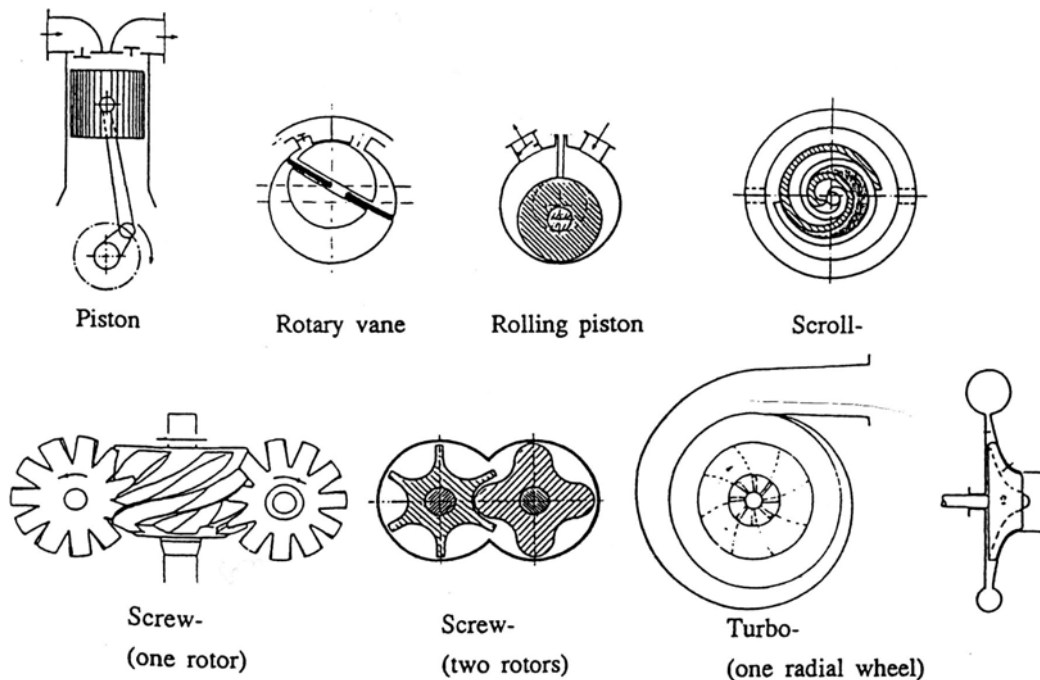 Piston
Rotary vane
Rolling piston
Scroll-
Screw-
(one rotor)
Screw-
(two rotors)
Turbo-
(one radial wheel)